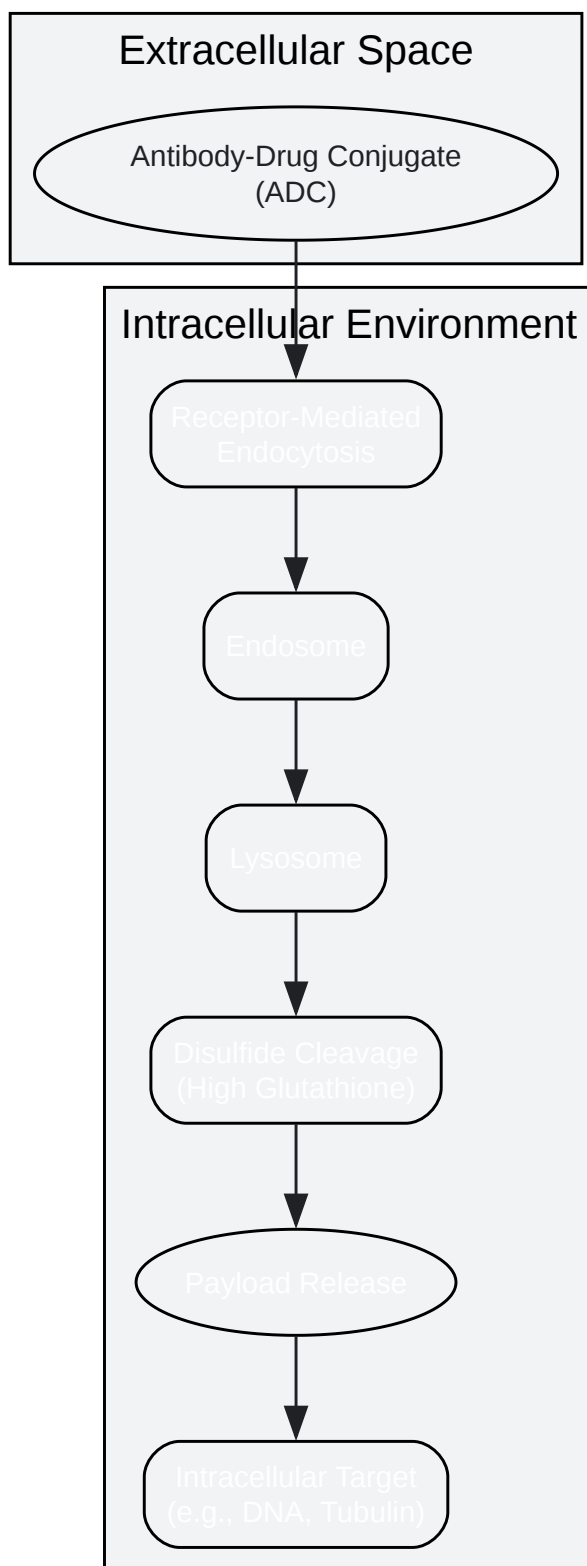 Extracellular Space
Antibody-Drug Conjugate
(ADC)
Intracellular Environment
Receptor-Mediated
Endocytosis
Endosome
Lysosome
Disulfide Cleavage
(High Glutathione)
Payload Release
Intracellular Target
(e.g., DNA, Tubulin)